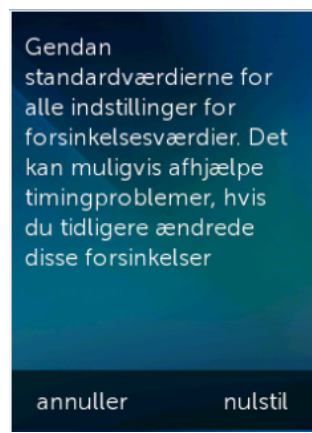 Gendan
standardværdierne for
alle indstillinger for
forsinkelsesværdier. Det
kan muligvis afhjælpe
timingproblemer, hvis
du tidligere ændrede
disse forsinkelser
annuller nulstil